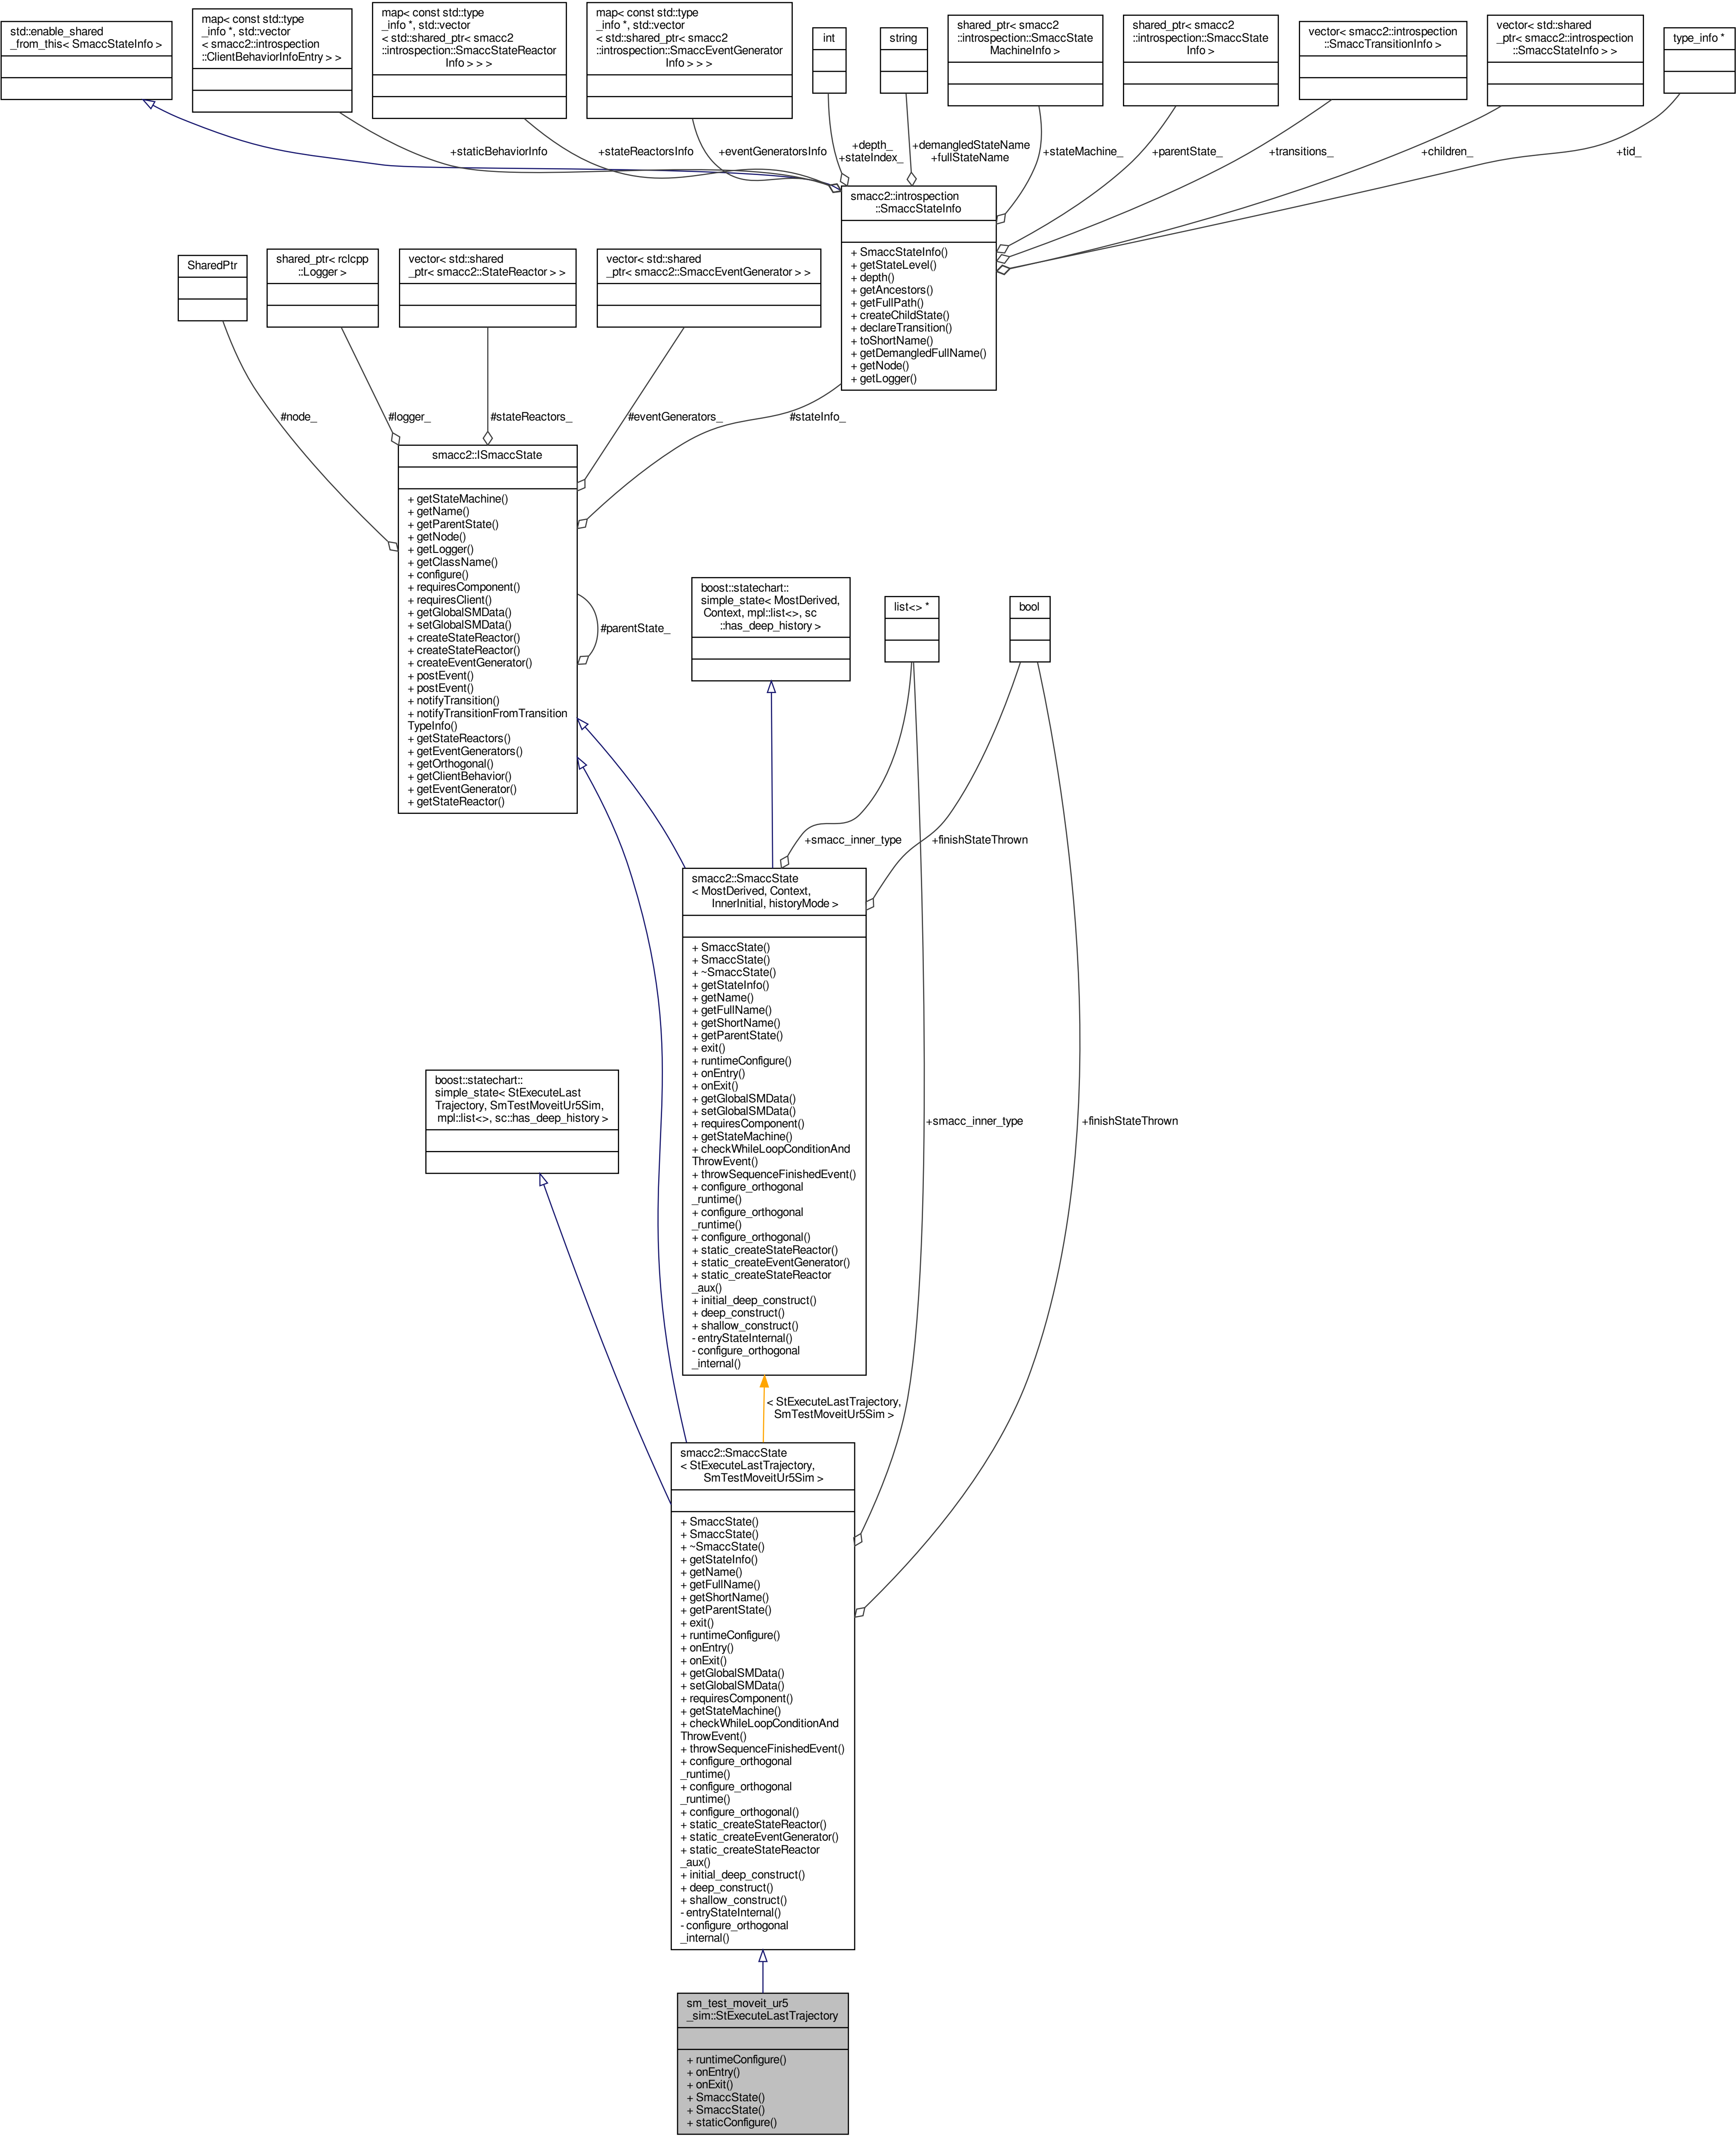 std::enable_shared
_from_this< SmaccStateInfo >
map< const std::type
_info *, std::vector
< smacc2::introspection
::ClientBehaviorInfoEntry > >
map< const std::type
_info *, std::vector
< std::shared_ptr< smacc2
::introspection::SmaccStateReactor
Info > > >
map< const std::type
_info *, std::vector
< std::shared_ptr< smacc2
::introspection::SmaccEventGenerator
Info > > >
int
string
shared_ptr< smacc2
::introspection::SmaccState
MachineInfo >
shared_ptr< smacc2
::introspection::SmaccState
Info >
vector< smacc2::introspection
::SmaccTransitionInfo >
vector< std::shared
_ptr< smacc2::introspection
::SmaccStateInfo > >
type_info *
+staticBehaviorInfo
+stateReactorsInfo
+eventGeneratorsInfo
+depth_
+stateIndex_
+demangledStateName
+fullStateName
+stateMachine_
+parentState_
+transitions_
+children_
+tid_
smacc2::introspection
::SmaccStateInfo
+ SmaccStateInfo()
+ getStateLevel()
+ depth()
+ getAncestors()
+ getFullPath()
+ createChildState()
+ declareTransition()
+ toShortName()
+ getDemangledFullName()
+ getNode()
+ getLogger()
SharedPtr
shared_ptr< rclcpp
::Logger >
vector< std::shared
_ptr< smacc2::StateReactor > >
vector< std::shared
_ptr< smacc2::SmaccEventGenerator > >
#node_
#logger_
#stateReactors_
#eventGenerators_
#stateInfo_
smacc2::ISmaccState
+ getStateMachine()
+ getName()
+ getParentState()
+ getNode()
+ getLogger()
+ getClassName()
+ configure()
+ requiresComponent()
+ requiresClient()
+ getGlobalSMData()
+ setGlobalSMData()
+ createStateReactor()
+ createStateReactor()
+ createEventGenerator()
+ postEvent()
+ postEvent()
+ notifyTransition()
+ notifyTransitionFromTransition
TypeInfo()
+ getStateReactors()
+ getEventGenerators()
+ getOrthogonal()
+ getClientBehavior()
+ getEventGenerator()
+ getStateReactor()
#parentState_
boost::statechart::
simple_state< MostDerived,
Context, mpl::list<>, sc
::has_deep_history >
list<> *
bool
+smacc_inner_type
+finishStateThrown
smacc2::SmaccState
< MostDerived, Context,
InnerInitial, historyMode >
+ SmaccState()
+ SmaccState()
+ ~SmaccState()
+ getStateInfo()
+ getName()
+ getFullName()
+ getShortName()
+ getParentState()
+ exit()
+ runtimeConfigure()
+ onEntry()
+ onExit()
+ getGlobalSMData()
+ setGlobalSMData()
+ requiresComponent()
+ getStateMachine()
+ checkWhileLoopConditionAnd
ThrowEvent()
+ throwSequenceFinishedEvent()
+ configure_orthogonal
_runtime()
+ configure_orthogonal
_runtime()
+ configure_orthogonal()
+ static_createStateReactor()
+ static_createEventGenerator()
+ static_createStateReactor
_aux()
+ initial_deep_construct()
+ deep_construct()
+ shallow_construct()
- entryStateInternal()
- configure_orthogonal
_internal()
boost::statechart::
simple_state< StExecuteLast
Trajectory, SmTestMoveitUr5Sim,
mpl::list<>, sc::has_deep_history >
+smacc_inner_type
+finishStateThrown
< StExecuteLastTrajectory,
SmTestMoveitUr5Sim >
smacc2::SmaccState
< StExecuteLastTrajectory,
SmTestMoveitUr5Sim >
+ SmaccState()
+ SmaccState()
+ ~SmaccState()
+ getStateInfo()
+ getName()
+ getFullName()
+ getShortName()
+ getParentState()
+ exit()
+ runtimeConfigure()
+ onEntry()
+ onExit()
+ getGlobalSMData()
+ setGlobalSMData()
+ requiresComponent()
+ getStateMachine()
+ checkWhileLoopConditionAnd
ThrowEvent()
+ throwSequenceFinishedEvent()
+ configure_orthogonal
_runtime()
+ configure_orthogonal
_runtime()
+ configure_orthogonal()
+ static_createStateReactor()
+ static_createEventGenerator()
+ static_createStateReactor
_aux()
+ initial_deep_construct()
+ deep_construct()
+ shallow_construct()
- entryStateInternal()
- configure_orthogonal
_internal()
sm_test_moveit_ur5
_sim::StExecuteLastTrajectory
+ runtimeConfigure()
+ onEntry()
+ onExit()
+ SmaccState()
+ SmaccState()
+ staticConfigure()